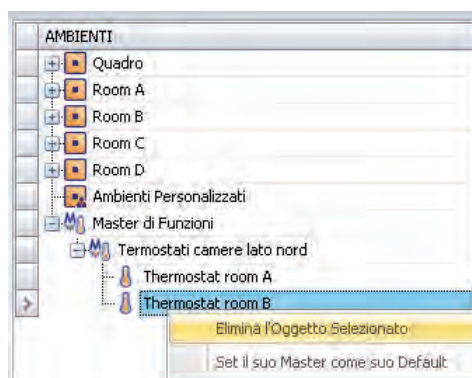 AMBIENTI
Quadro
Room A
Room B
Room C
Room D
Ambienti Personalizzati
Master di Funzioni
Termostati camere lato nord
Thermostat room A
Thermostat room B
Elimina l'Oggetto Selezionato
Set il suo Master come suo Default